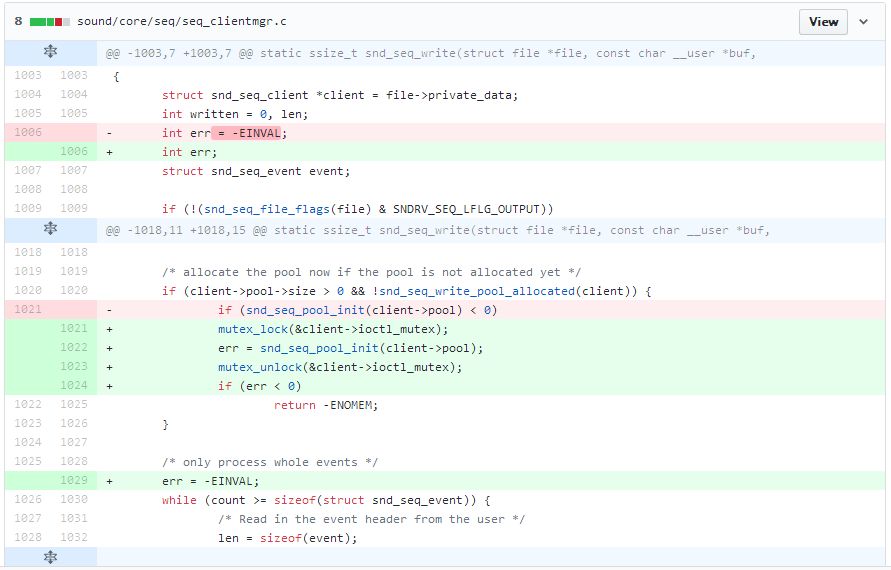 8 sound/core/seq/seq_clientmgr.c View
@@ -1003,7 +1003,7 @@ static ssize_t snd_seq_write(struct file *file, const char __user *buf,
1003 1003 {
1004 1004 struct snd_seq_client *client = file->private_data;
1005 1005 int written = 0, len;
1006 - int err = -EINVAL;
1006 + int err;
1007 1007 struct snd_seq_event event;
1008 1008
1009 1009 if (!(snd_seq_file_flags(file) & SNDRV_SEQ_LFLG_OUTPUT))
@@ -1018,11 +1018,15 @@ static ssize_t snd_seq_write(struct file *file, const char __user *buf,
1018 1018
1019 1019 /* allocate the pool now if the pool is not allocated yet */
1020 1020 if (client->pool->size > 0 && !snd_seq_write_pool_allocated(client)) {
1021 - if (snd_seq_pool_init(client->pool) < 0)
1021 + mutex_lock(&client->ioctl_mutex);
1022 + err = snd_seq_pool_init(client->pool);
1023 + mutex_unlock(&client->ioctl_mutex);
1024 + if (err < 0)
1022 1025 return -ENOMEM;
1023 1026 }
1024 1027
1025 1028 /* only process whole events */
1029 + err = -EINVAL;
1026 1030 while (count >= sizeof(struct snd_seq_event)) {
1027 1031 /* Read in the event header from the user */
1028 1032 len = sizeof(event);